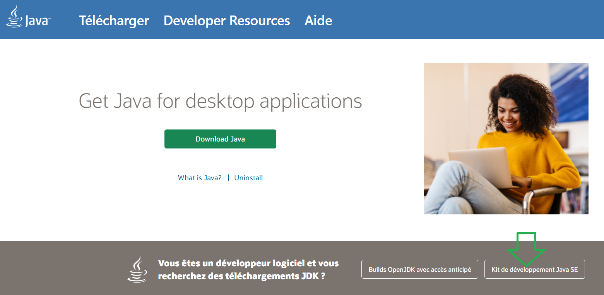 Java™
Télécharger Developer Resources Aide
Get Java for desktop applications
Download Java
What is Java? | Uninstall
Vous êtes un développeur logiciel et vous
recherchez des téléchargements JDK ?
Builds OpenJDK avec accès anticipé
Kit de développement Java SE